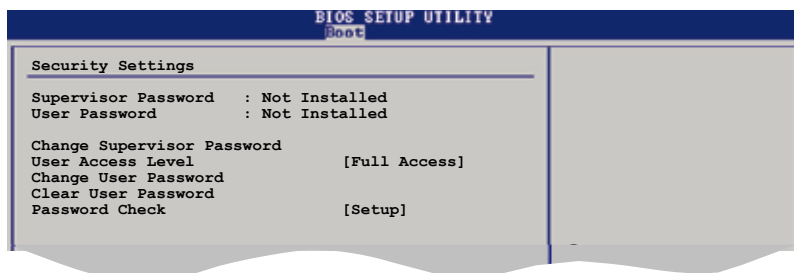 BIOS SETUP UTILITY
Boot
Security Settings
Supervisor Password : Not Installed
User Password : Not Installed
Change Supervisor Password
User Access Level [Full Access]
Change User Password
Clear User Password
Password Check [Setup]